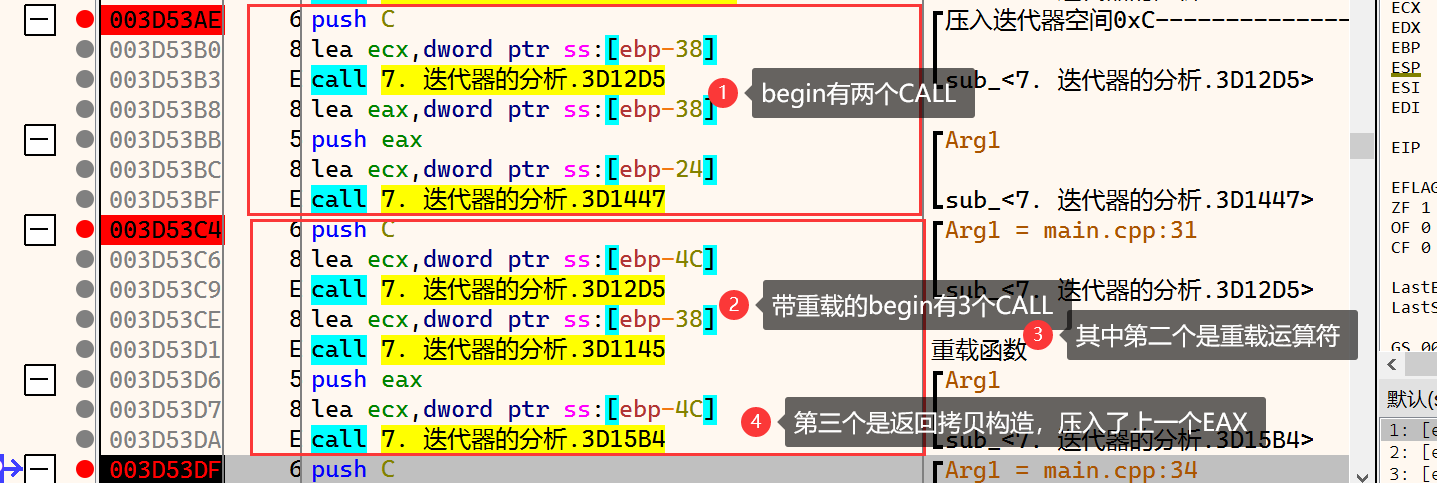 003D53AE 6 push C 压入迭代器空间0xC---------------
003D53B0 8 lea ecx,dword ptr ss:[ebp-38]
003D53B3 E call 7. 迭代器的分析.3D12D5 sub_<7. 迭代器的分析.3D12D5>
1 begin有两个CALL
003D53B8 8 lea eax,dword ptr ss:[ebp-38]
003D53BB 5 push eax Arg1
003D53BC 8 lea ecx,dword ptr ss:[ebp-24]
003D53BF E call 7. 迭代器的分析.3D1447 sub_<7. 迭代器的分析.3D1447>
003D53C4 6 push C Arg1 = main.cpp:31
003D53C6 8 lea ecx,dword ptr ss:[ebp-4C]
003D53C9 E call 7. 迭代器的分析.3D12D5 sub_<7. 迭代器的分析.3D12D5>
2 带重载的begin有3个CALL
003D53CE 8 lea ecx,dword ptr ss:[ebp-38]
3 其中第二个是重载运算符
003D53D1 E call 7. 迭代器的分析.3D1145 重载函数
003D53D6 5 push eax Arg1
003D53D7 8 lea ecx,dword ptr ss:[ebp-4C]
4 第三个是返回拷贝构造，压入了上一个EAX
003D53DA E call 7. 迭代器的分析.3D15B4 sub_<7. 迭代器的分析.3D15B4>
003D53DF 6 push C Arg1 = main.cpp:34
ECX
EDX
EBP
ESP
ESI
EDI
EIP
EFLAG
ZF 1
OF 0
CF 0
LastE
LastS
GS 00
默认(s
1: [e
2: [e
3: [e